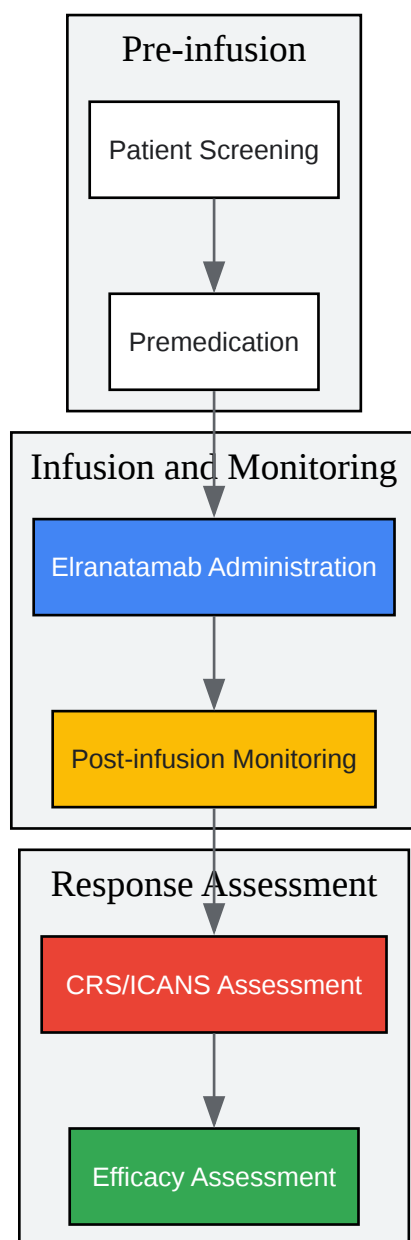 Pre-infusion
Patient Screening
Premedication
Infusion and Monitoring
Elranatamab Administration
Post-infusion Monitoring
Response Assessment
CRS/ICANS Assessment
Efficacy Assessment